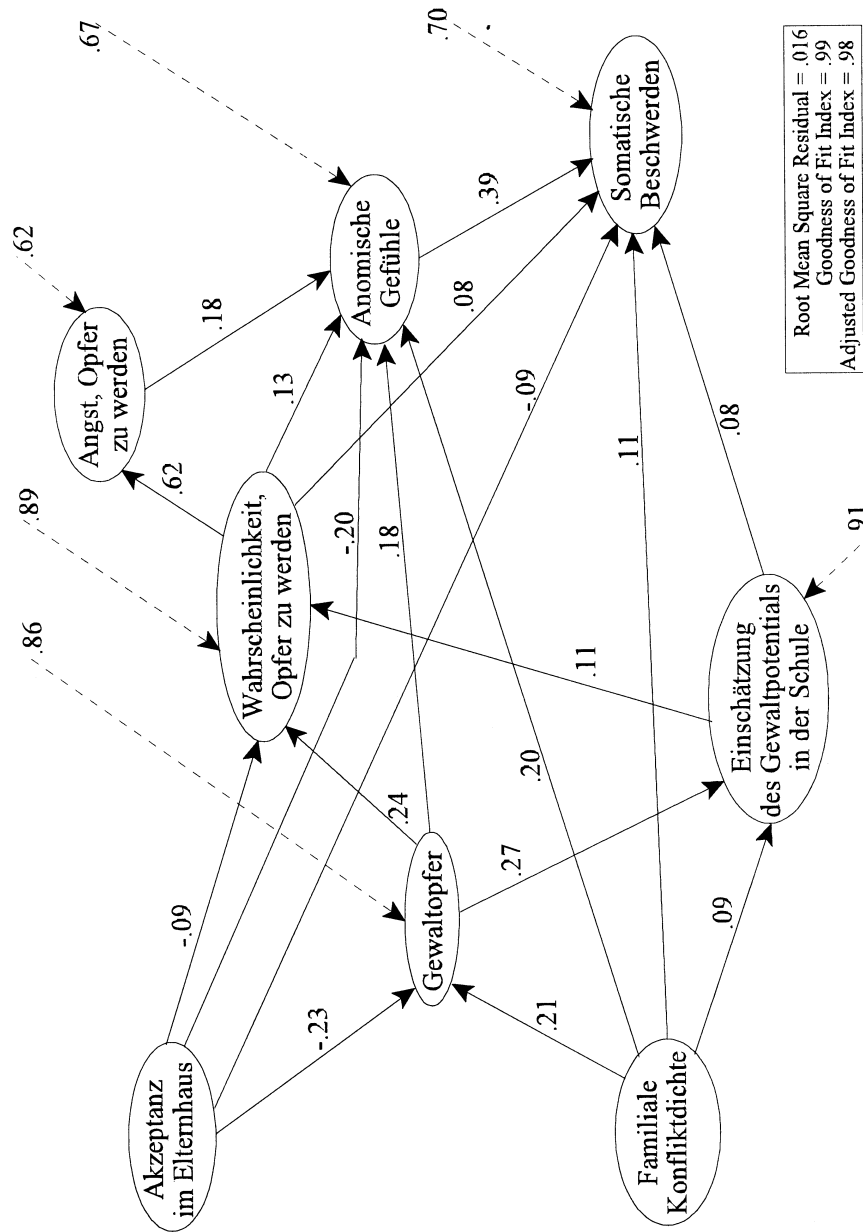 Akzeptanz
im Elternhaus
Familiale
Konfliktdichte
Gewaltopfer
Wahrscheinlichkeit,
Opfer zu werden
Einschätzung
des Gewaltpotentials
in der Schule
Angst, Opfer
zu werden
Anomische
Gefühle
Somatische
Beschwerden
-.09
-.23
.21
.09
.86
.24
.27
.20
.18
-.20
.11
.89
.62
.13
.08
-.09
.11
.08
.91
.62
.18
.67
.39
.70
Root Mean Square Residual = .016
Goodness of Fit Index = .99
Adjusted Goodness of Fit Index = .98